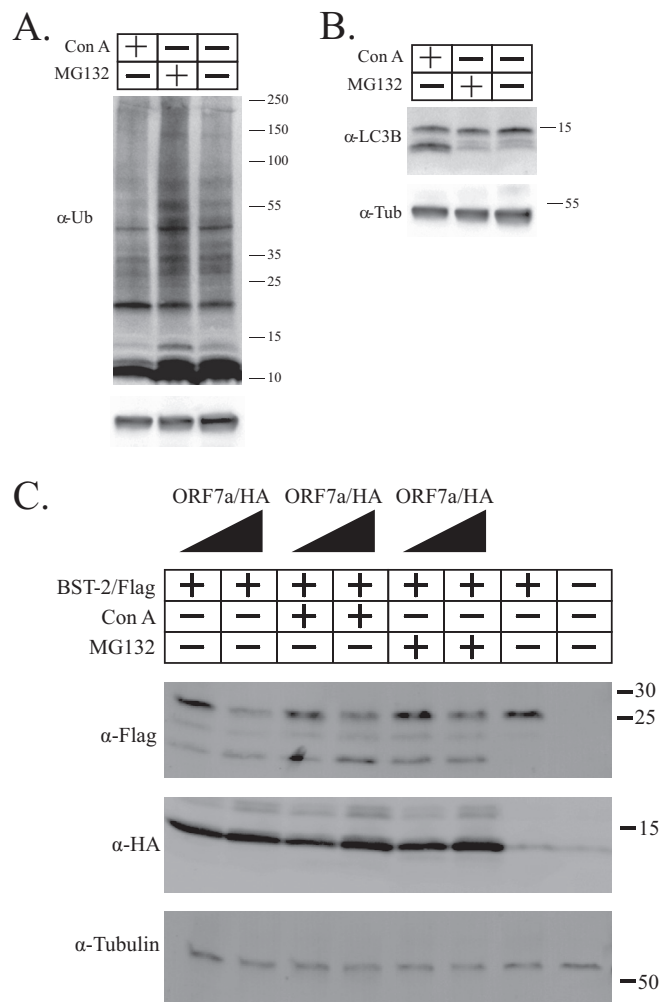 A.
Con A + − −
MG132 − + −
α-Ub
250
150
100
55
35
25
15
10
B.
Con A + − −
MG132 − + −
α-LC3B
15
α-Tub
55
C.
ORF7a/HA ORF7a/HA ORF7a/HA
BST-2/Flag + + + + + + + −
Con A − − + + − − − −
MG132 − − − − + + − −
α-Flag
30
25
α-HA
15
α-Tubulin
50